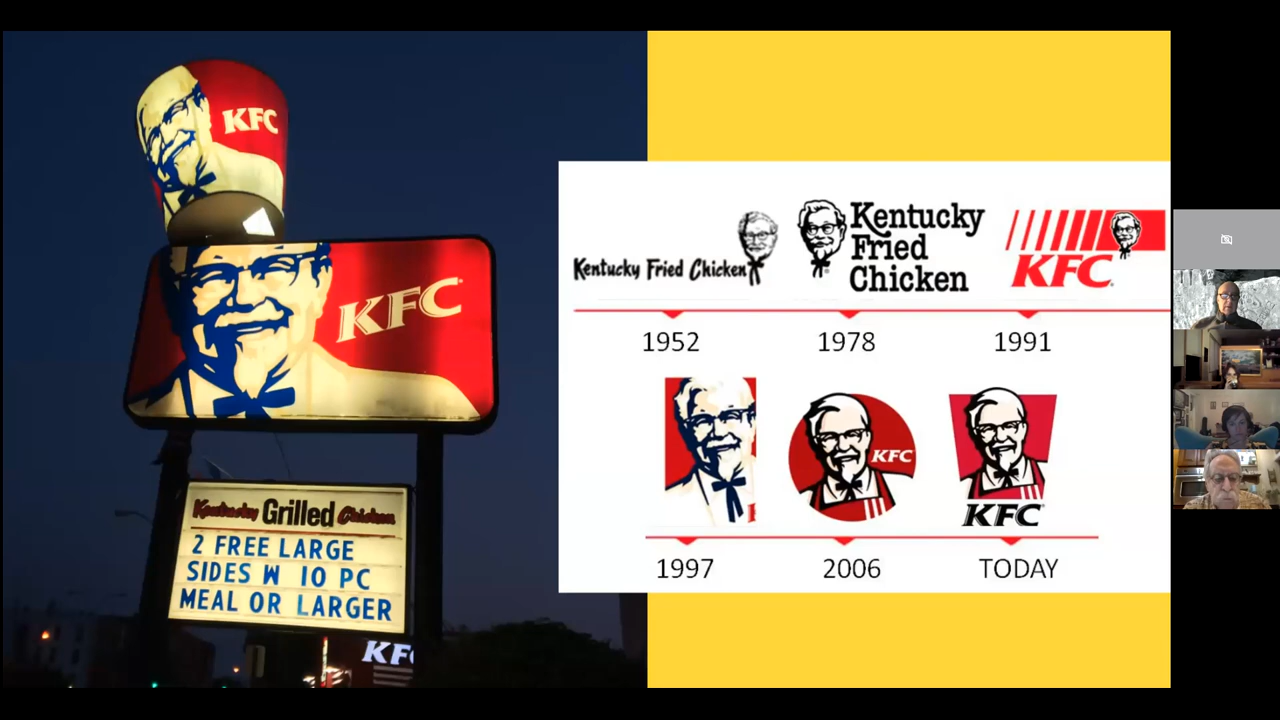 KFC
KFC
Kentucky Grilled Chicken
2 FREE LARGE
SIDES W 10 PC
MEAL OR LARGER
KFC
Kentucky Fried Chicken
1952
Kentucky
Fried
Chicken
1978
KFC
1991
1997
KFC
2006
KFC
TODAY